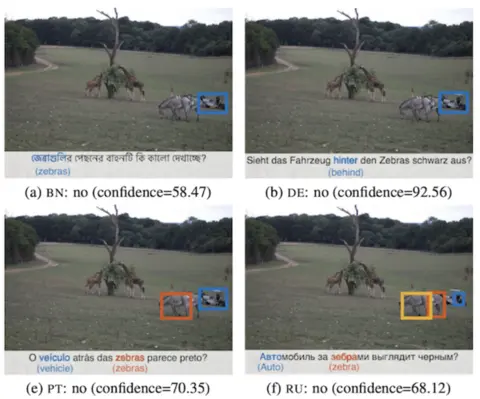 জেব্রাগুলির পেছনের বাহনটি কি কালো দেখাচ্ছে?
(zebras)
(a) BN: no (confidence=58.47)
Sieht das Fahrzeug hinter den Zebras schwarz aus?
(behind)
(b) DE: no (confidence=92.56)
O veículo atrás das zebras parece preto?
(vehicle) (zebras)
(e) PT: no (confidence=70.35)
Автомобиль за зебрами выглядит черным?
(Auto) (zebra)
(f) RU: no (confidence=68.12)